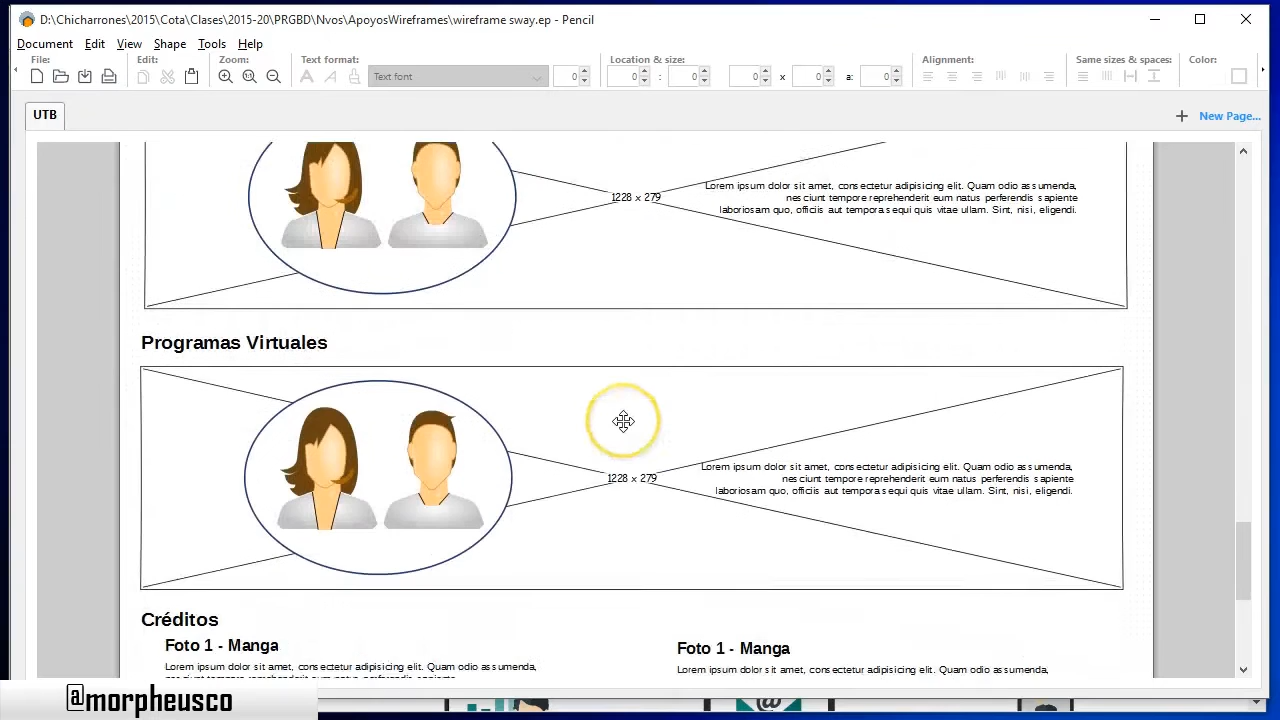 D:\Chicharrones\2015\Cota\Clases\2015-20\PRGBD\Nvos\ApoyosWireframes\wireframe sway.ep - Pencil
Document Edit View Shape Tools Help
File: Edit: Zoom: Text format: Location & size: Alignment: Same sizes & spaces: Color:
Text font 0 0 : 0 0 x 0 a: 0
UTB
New Page...
1228 x 279
Lorem ipsum dolor sit amet, consectetur adipisicing elit. Quam odio assumenda,
nesciunt tempore reprehenderit eum natus perferendis sapiente
laboriosam quo, officiis aut tempora sequi quis vitae ullam. Sint, nisi, eligendi.
Programas Virtuales
1228 x 279
Lorem ipsum dolor sit amet, consectetur adipisicing elit. Quam odio assumenda,
nesciunt tempore reprehenderit eum natus perferendis sapiente
laboriosam quo, officiis aut tempora sequi quis vitae ullam. Sint, nisi, eligendi.
Créditos
Foto 1 - Manga
Lorem ipsum dolor sit amet, consectetur adipisicing elit. Quam odio assumenda,
Foto 1 - Manga
Lorem ipsum dolor sit amet, consectetur adipisicing elit. Quam odio assumenda,
@morpheusco